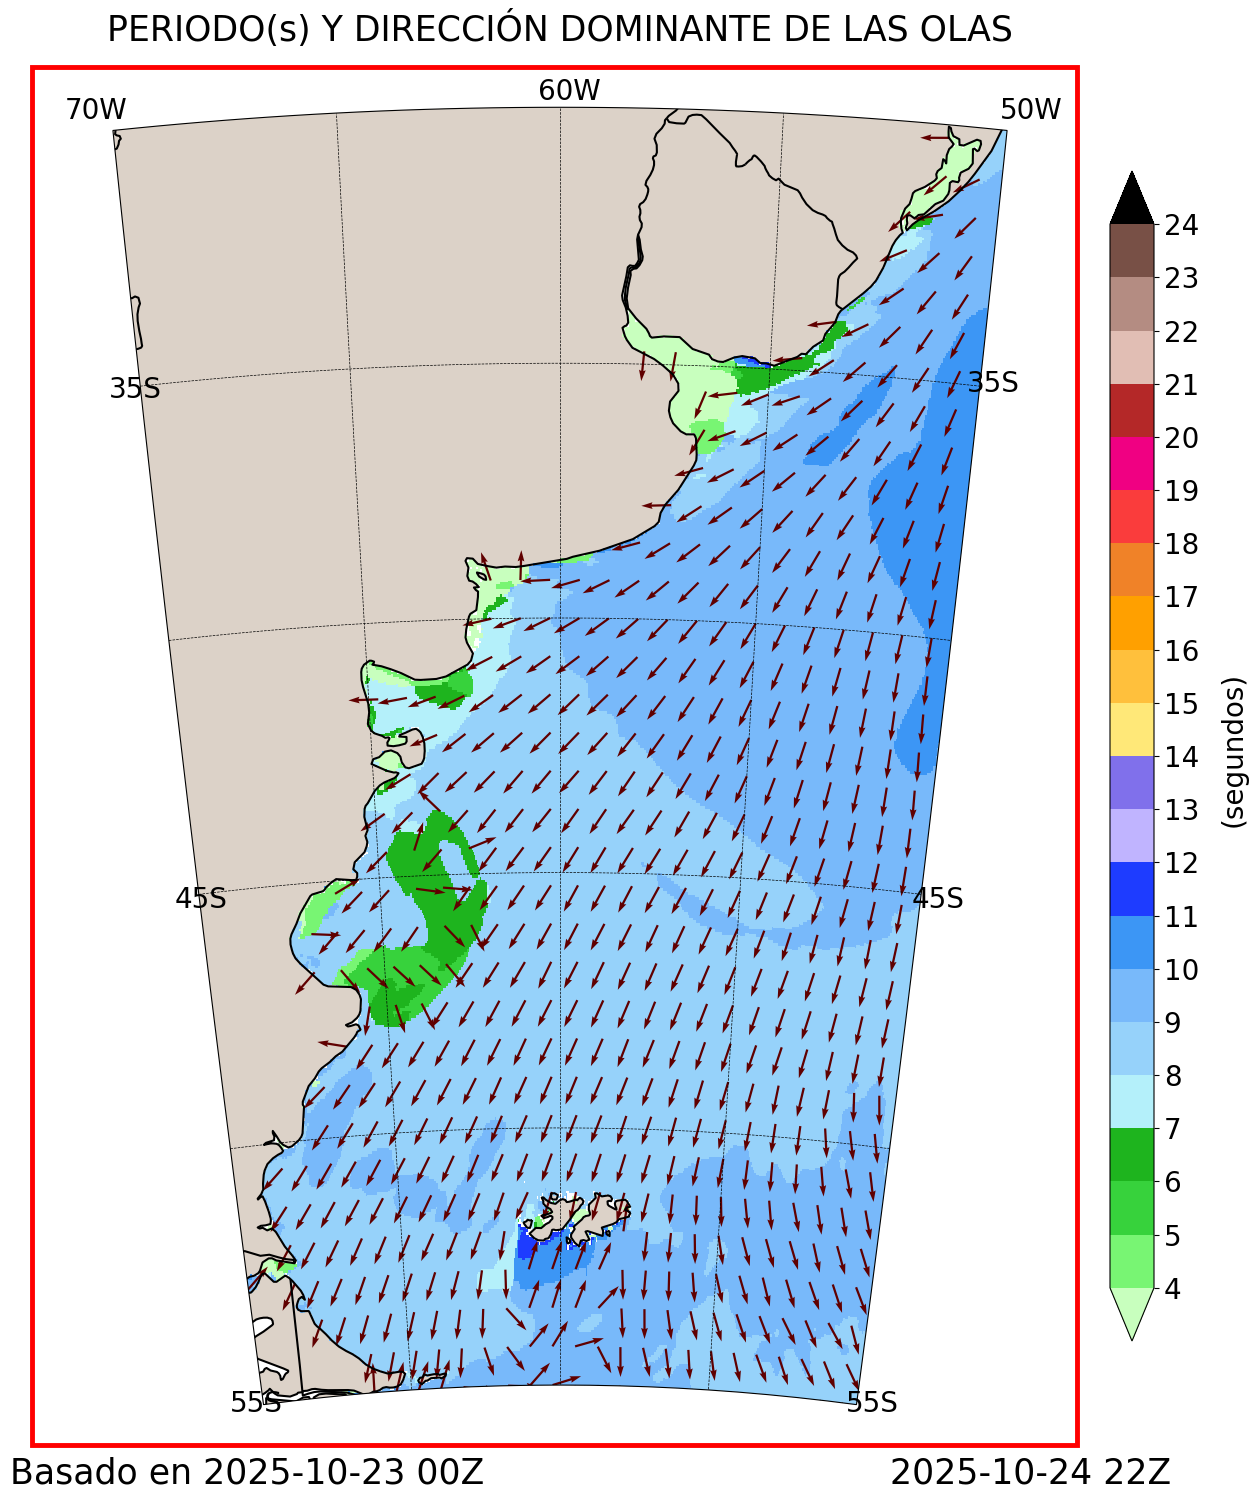 PERIODO(s) Y DIRECCIÓN DOMINANTE DE LAS OLAS
70W
60W
50W
35S
35S
45S
45S
55S
55S
24
23
22
21
20
19
18
17
16
15
14
13
12
11
10
9
8
7
6
5
4
(segundos)
Basado en 2025-10-23 00Z
2025-10-24 22Z